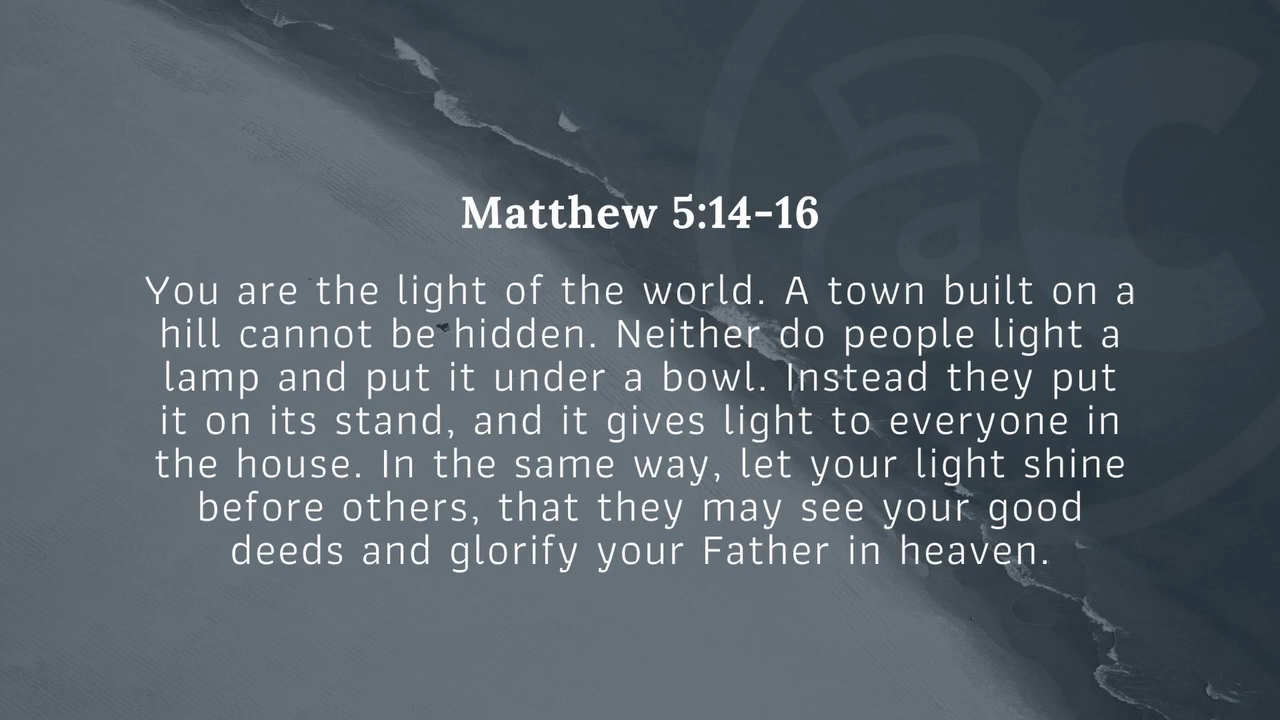 Matthew 5:14-16
You are the light of the world. A town built on a
hill cannot be hidden. Neither do people light a
lamp and put it under a bowl. Instead they put
it on its stand, and it gives light to everyone in
the house. In the same way, let your light shine
before others, that they may see your good
deeds and glorify your Father in heaven.
ac